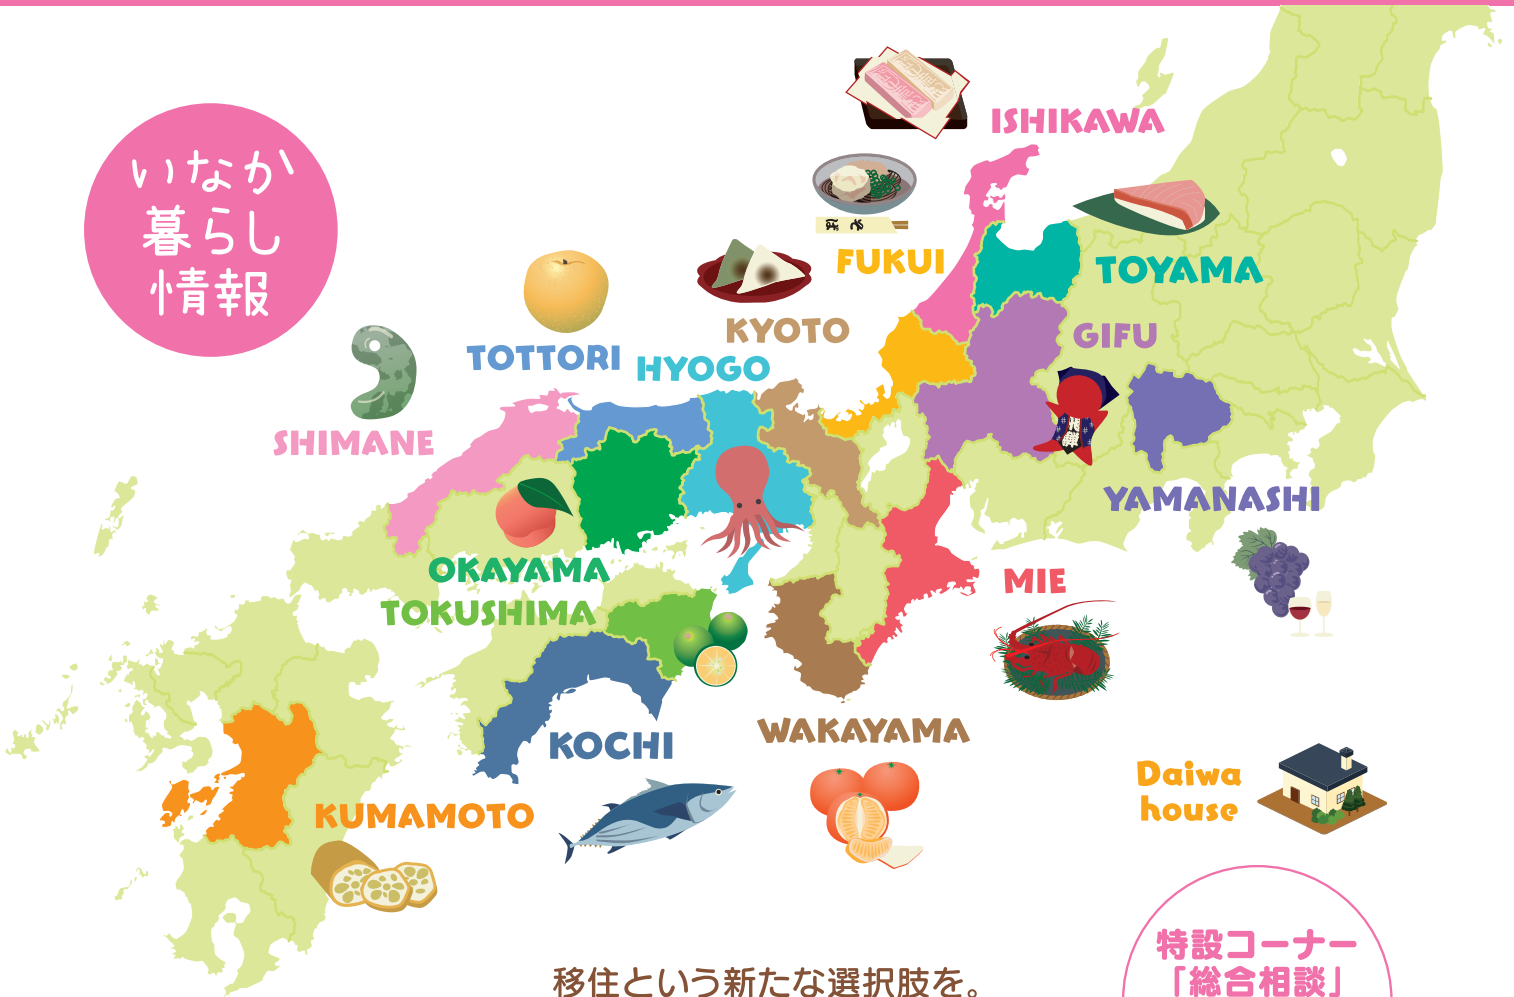 いなか
暮らし
情報
ISHIKAWA
FUKUI
TOYAMA
KYOTO
GIFU
TOTTORI
HYOGO
SHIMANE
YAMANASHI
OKAYAMA
MIE
TOKUSHIMA
WAKAYAMA
KOCHI
Daiwa
house
KUMAMOTO
特設コーナー
「総合相談」
移住という新たな選択肢を。